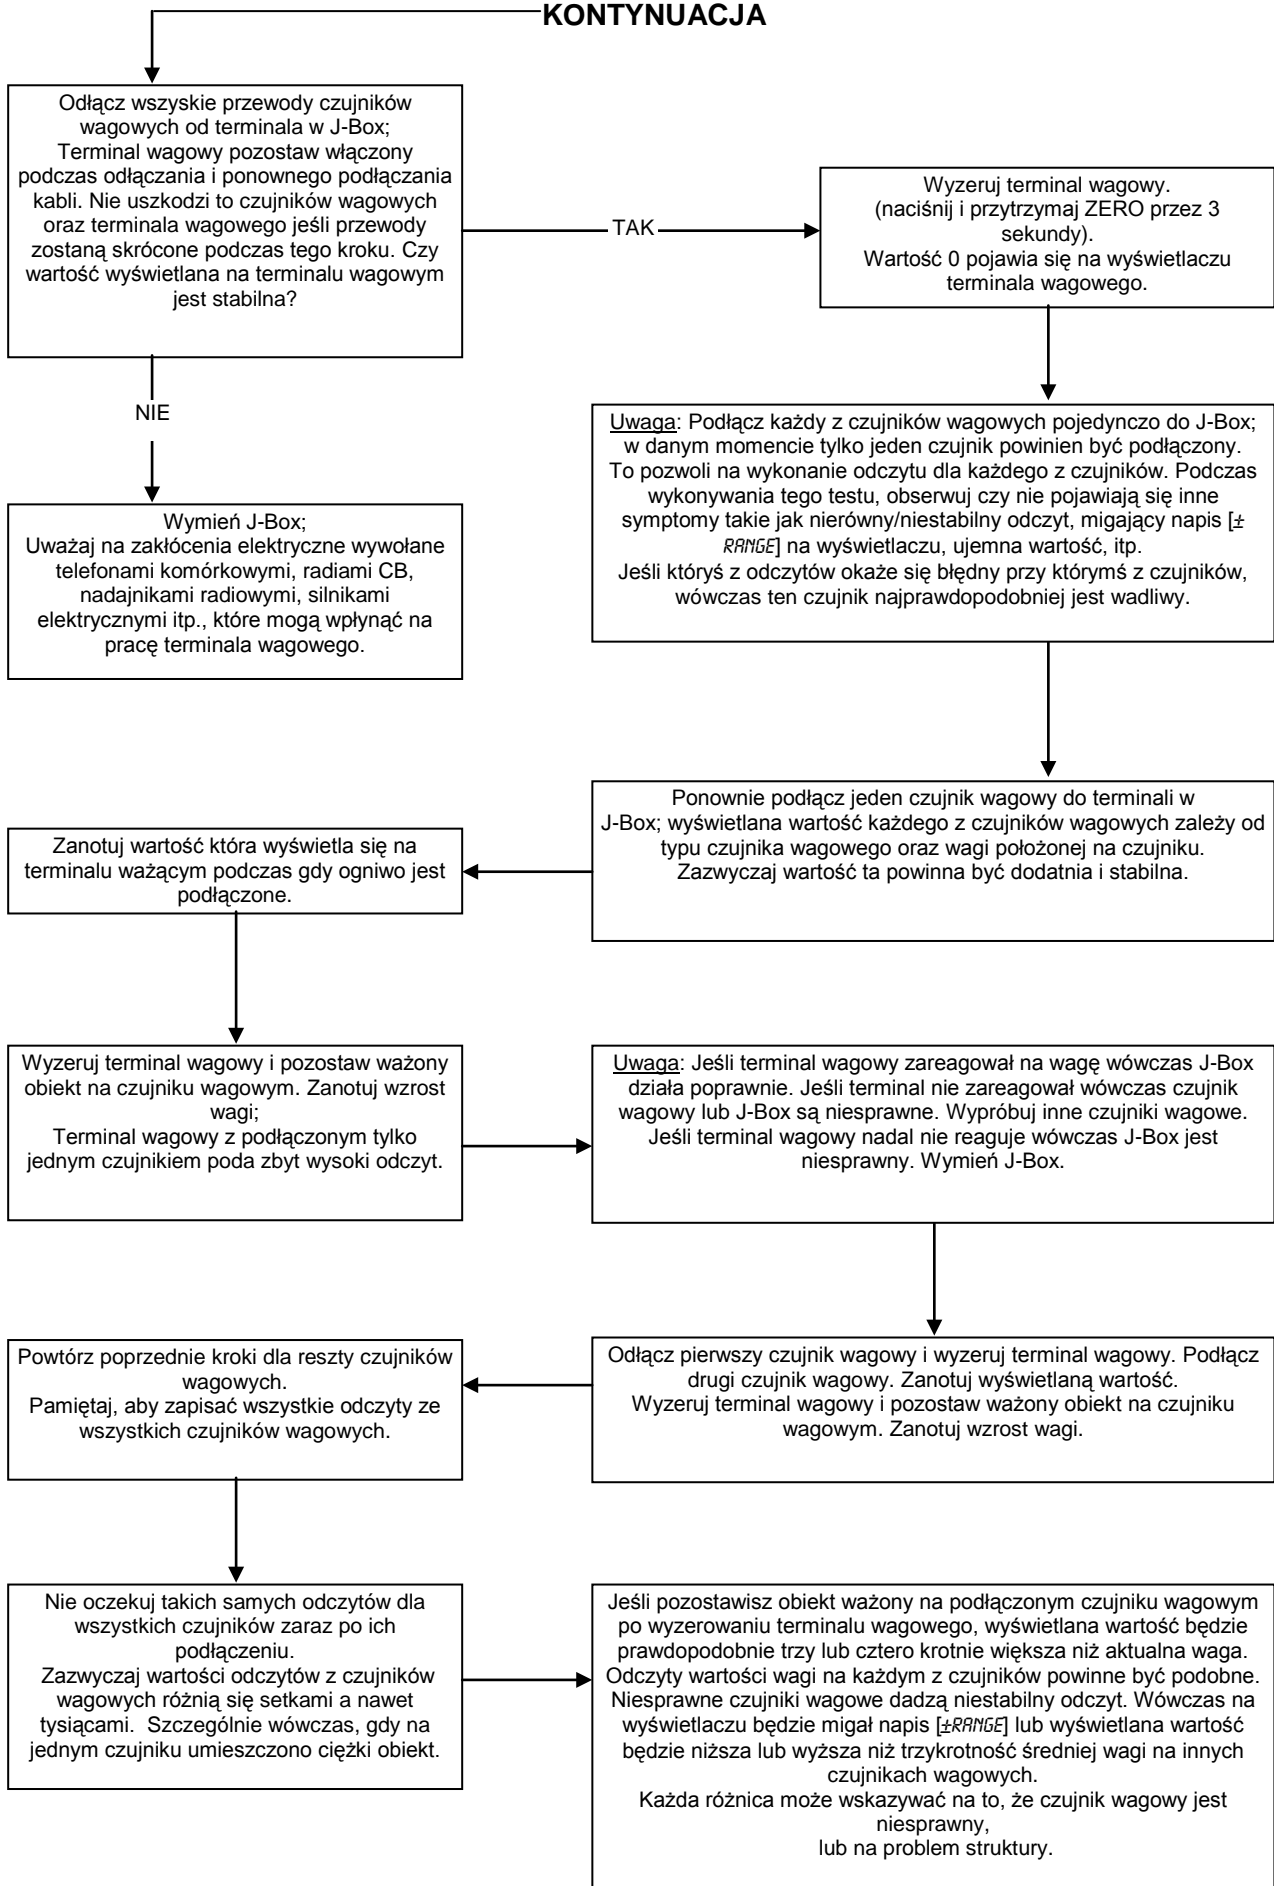 KONTYNUACJA
Odłącz wszyskie przewody czujników
wagowych od terminala w J-Box;
Terminal wagowy pozostaw włączony
podczas odłączania i ponownego podłączania
kabli. Nie uszkodzi to czujników wagowych
oraz terminala wagowego jeśli przewody
zostaną skrócone podczas tego kroku. Czy
wartość wyświetlana na terminalu wagowym
jest stabilna?
TAK
Wyzeruj terminal wagowy.
(naciśnij i przytrzymaj ZERO przez 3
sekundy).
Wartość 0 pojawia się na wyświetlaczu
terminala wagowego.
NIE
Wymień J-Box;
Uważaj na zakłócenia elektryczne wywołane
telefonami komórkowymi, radiami CB,
nadajnikami radiowymi, silnikami
elektrycznymi itp., które mogą wpłynąć na
pracę terminala wagowego.
Uwaga: Podłącz każdy z czujników wagowych pojedynczo do J-Box;
w danym momencie tylko jeden czujnik powinien być podłączony.
To pozwoli na wykonanie odczytu dla każdego z czujników. Podczas
wykonywania tego testu, obserwuj czy nie pojawiają się inne
symptomy takie jak nierówny/niestabilny odczyt, migający napis [±
RANGE] na wyświetlaczu, ujemna wartość, itp.
Jeśli któryś z odczytów okaże się błędny przy którymś z czujników,
wówczas ten czujnik najprawdopodobniej jest wadliwy.
Ponownie podłącz jeden czujnik wagowy do terminali w
J-Box; wyświetlana wartość każdego z czujników wagowych zależy od
typu czujnika wagowego oraz wagi położonej na czujniku.
Zazwyczaj wartość ta powinna być dodatnia i stabilna.
Zanotuj wartość która wyświetla się na
terminalu ważącym podczas gdy ogniwo jest
podłączone.
Wyzeruj terminal wagowy i pozostaw ważony
obiekt na czujniku wagowym. Zanotuj wzrost
wagi;
Terminal wagowy z podłączonym tylko
jednym czujnikiem poda zbyt wysoki odczyt.
Uwaga: Jeśli terminal wagowy zareagował na wagę wówczas J-Box
działa poprawnie. Jeśli terminal nie zareagował wówczas czujnik
wagowy lub J-Box są niesprawne. Wypróbuj inne czujniki wagowe.
Jeśli terminal wagowy nadal nie reaguje wówczas J-Box jest
niesprawny. Wymień J-Box.
Odłącz pierwszy czujnik wagowy i wyzeruj terminal wagowy. Podłącz
drugi czujnik wagowy. Zanotuj wyświetlaną wartość.
Wyzeruj terminal wagowy i pozostaw ważony obiekt na czujniku
wagowym. Zanotuj wzrost wagi.
Powtórz poprzednie kroki dla reszty czujników
wagowych.
Pamiętaj, aby zapisać wszystkie odczyty ze
wszystkich czujników wagowych.
Nie oczekuj takich samych odczytów dla
wszystkich czujników zaraz po ich
podłączeniu.
Zazwyczaj wartości odczytów z czujników
wagowych różnią się setkami a nawet
tysiącami. Szczególnie wówczas, gdy na
jednym czujniku umieszczono ciężki obiekt.
Jeśli pozostawisz obiekt ważony na podłączonym czujniku wagowym
po wyzerowaniu terminalu wagowego, wyświetlana wartość będzie
prawdopodobnie trzy lub cztero krotnie większa niż aktualna waga.
Odczyty wartości wagi na każdym z czujników powinne być podobne.
Niesprawne czujniki wagowe dadzą niestabilny odczyt. Wówczas na
wyświetlaczu będzie migał napis [±RANGE] lub wyświetlana wartość
będzie niższa lub wyższa niż trzykrotność średniej wagi na innych
czujnikach wagowych.
Każda różnica może wskazywać na to, że czujnik wagowy jest
niesprawny,
lub na problem struktury.